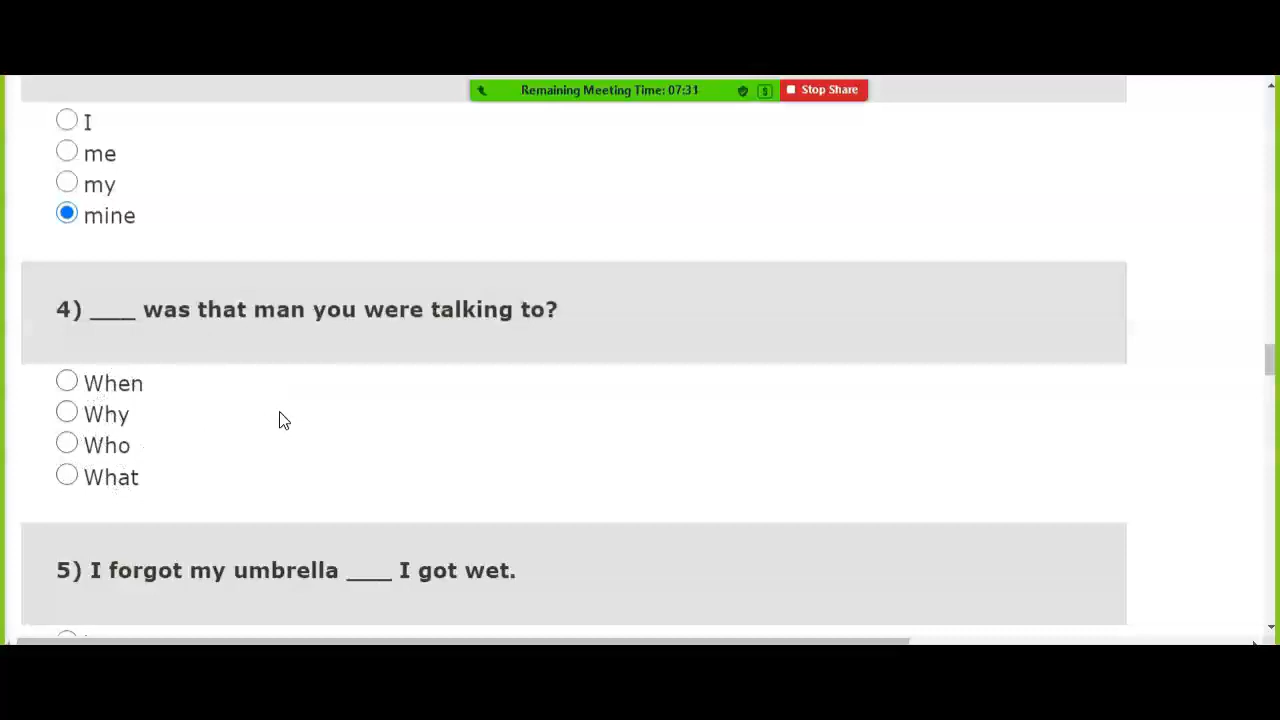 Remaining Meeting Time: 07:31
Stop Share
I
me
my
mine
4) ____ was that man you were talking to?
When
Why
Who
What
5) I forgot my umbrella ____ I got wet.